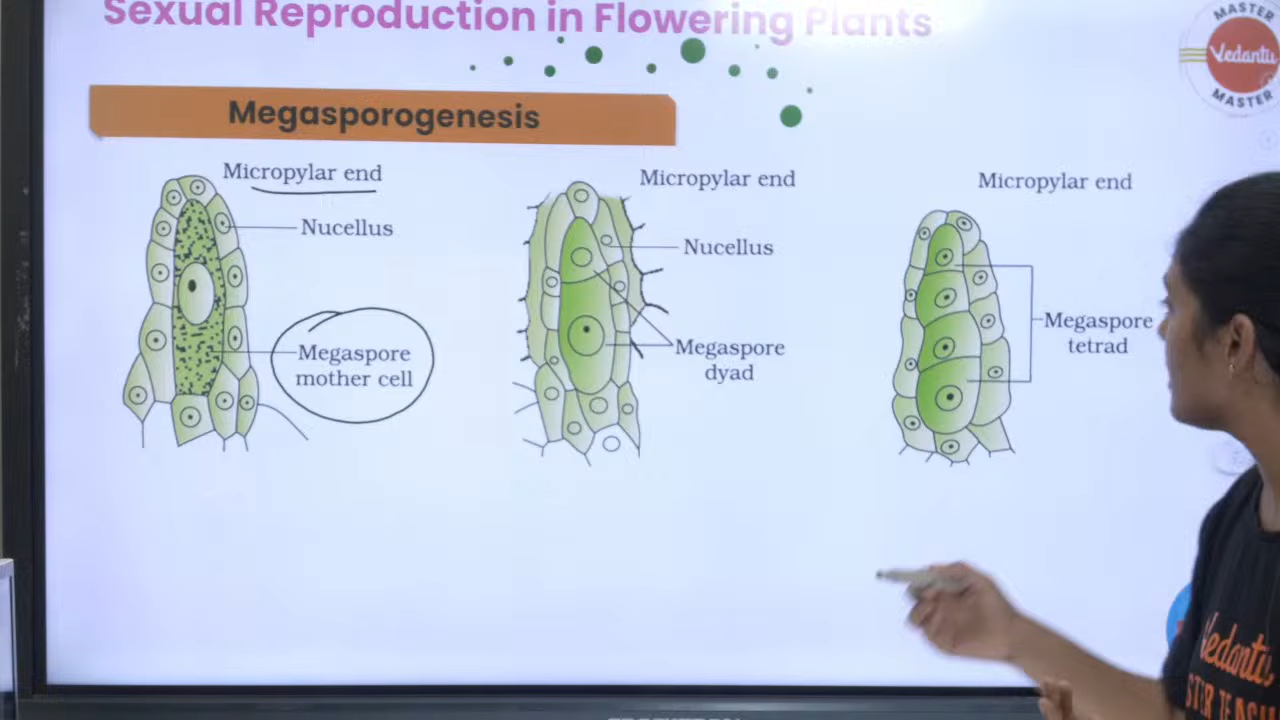 Sexual Reproduction in Flowering Plants
MASTER
Vedantu
MASTER
Megasporogenesis
Micropylar end
Nucellus
Megaspore
mother cell
Micropylar end
Nucellus
Megaspore
dyad
Micropylar end
Megaspore
tetrad
Vedantu